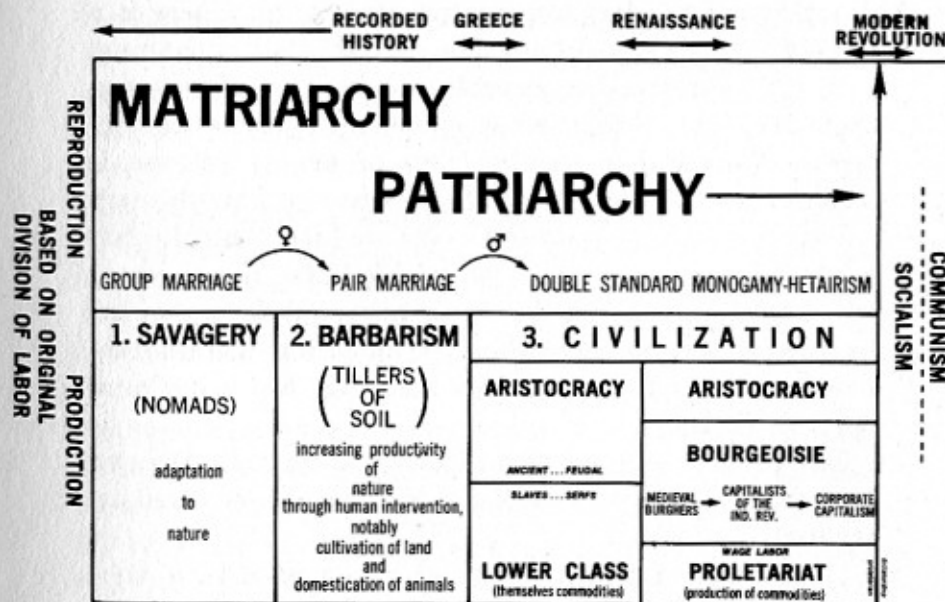 RECORDED
HISTORY
GREECE
RENAISSANCE
MODERN
REVOLUTION
MATRIARCHY
PATRIARCHY
♀
♂
GROUP MARRIAGE
PAIR MARRIAGE
DOUBLE STANDARD MONOGAMY-HETAIRISM
BASED ON ORIGINAL
DIVISION OF LABOR
REPRODUCTION
PRODUCTION
1. SAVAGERY
(NOMADS)
adaptation
to
nature
2. BARBARISM
(TILLERS
OF
SOIL)
increasing productivity
of
nature
through human intervention,
notably
cultivation of land
and
domestication of animals
3. CIVILIZATION
ARISTOCRACY
ANCIENT...FEUDAL
SLAVES...SERFS
LOWER CLASS
(themselves commodities)
ARISTOCRACY
BOURGEOISIE
MEDIEVAL
BURGHERS
CAPITALISTS
OF THE
IND. REV.
CORPORATE
CAPITALISM
WAGE LABOR
PROLETARIAT
(production of commodities)
SOCIALISM
COMMUNISM